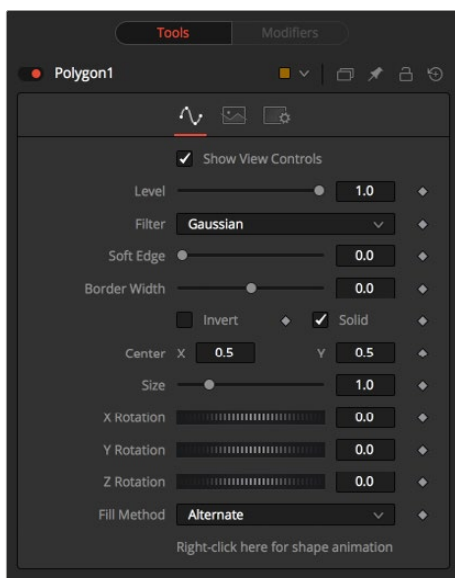 Tools Modifiers
Polygon1
Show View Controls
Level 1.0
Filter Gaussian
Soft Edge 0.0
Border Width 0.0
Invert Solid
Center X 0.5 Y 0.5
Size 1.0
X Rotation 0.0
Y Rotation 0.0
Z Rotation 0.0
Fill Method Alternate
Right-click here for shape animation